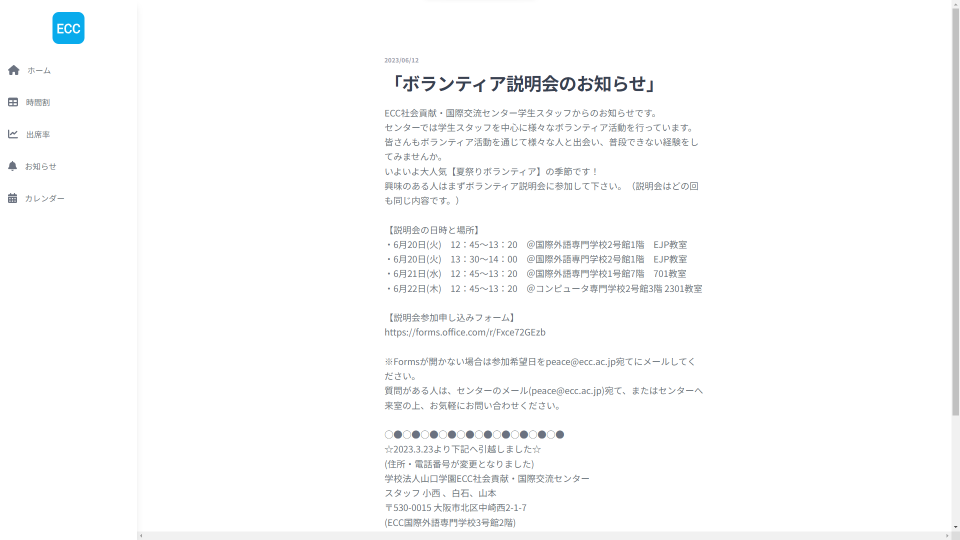 ECC
ホーム
時間割
出席率
お知らせ
カレンダー
2023/06/12
「ボランティア説明会のお知らせ」
ECC社会貢献・国際交流センター学生スタッフからのお知らせです。
センターでは学生スタッフを中心に様々なボランティア活動を行っています。
皆さんもボランティア活動を通じて様々な人と出会い、普段できない経験をし
てみませんか。
いよいよ大人気【夏祭りボランティア】の季節です！
興味のある人はまずボランティア説明会に参加して下さい。（説明会はどの回
も同じ内容です。）
【説明会の日時と場所】
・6月20日(火)　12：45～13：20　@国際外語専門学校2号館1階　EJP教室
・6月20日(火)　13：30～14：00　@国際外語専門学校2号館1階　EJP教室
・6月21日(水)　12：45～13：20　@国際外語専門学校1号館7階　701教室
・6月22日(木)　12：45～13：20　@コンピュータ専門学校2号館3階 2301教室
【説明会参加申し込みフォーム】
https://forms.office.com/r/Fxce72GEzb
※Formsが開かない場合は参加希望日をpeace@ecc.ac.jp宛てにメールしてく
ださい。
質問がある人は、センターのメール(peace@ecc.ac.jp)宛て、またはセンターへ
来室の上、お気軽にお問い合わせください。
○●○●○●○●○●○●○●○●○●○●
☆2023.3.23より下記へ引越しました☆
(住所・電話番号が変更となりました)
学校法人山口学園ECC社会貢献・国際交流センター
スタッフ 小西 、白石、山本
〒530-0015 大阪市北区中崎西2-1-7
(ECC国際外語専門学校3号館2階)